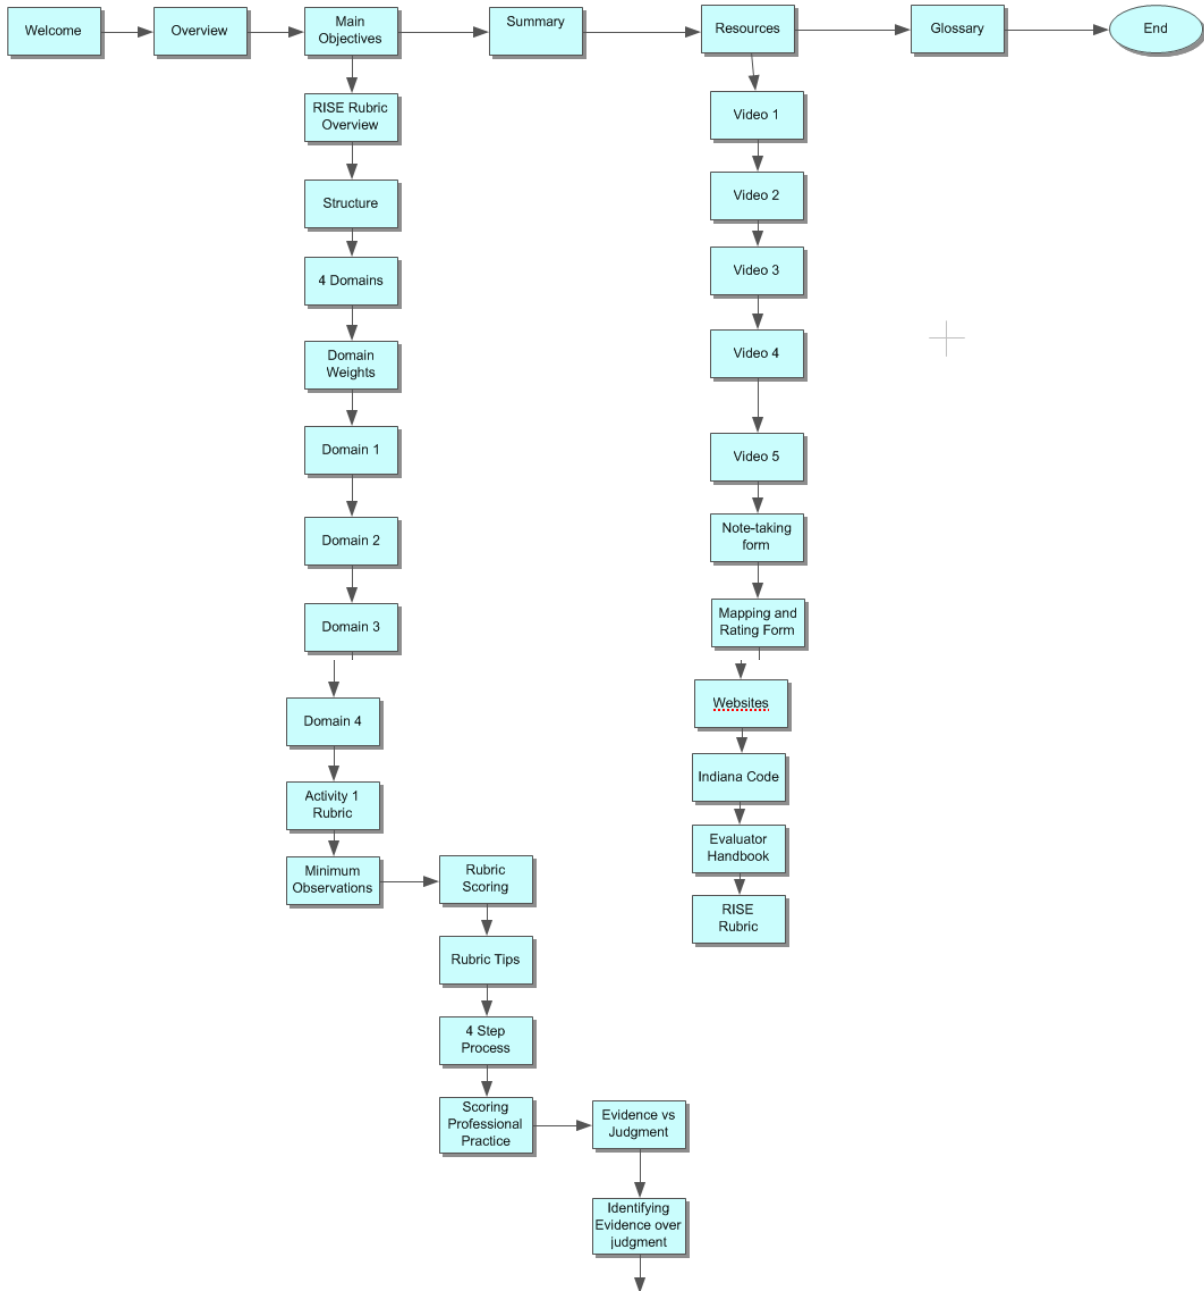 Welcome
Overview
Main
Objectives
Summary
Resources
Glossary
End
RISE Rubric
Overview
Structure
4 Domains
Domain
Weights
Domain 1
Domain 2
Domain 3
Domain 4
Activity 1
Rubric
Minimum
Observations
Rubric
Scoring
Rubric Tips
4 Step
Process
Scoring
Professional
Practice
Evidence vs
Judgment
Identifying
Evidence over
judgment
Video 1
Video 2
Video 3
Video 4
Video 5
Note-taking
form
Mapping and
Rating Form
Websites
Indiana Code
Evaluator
Handbook
RISE
Rubric